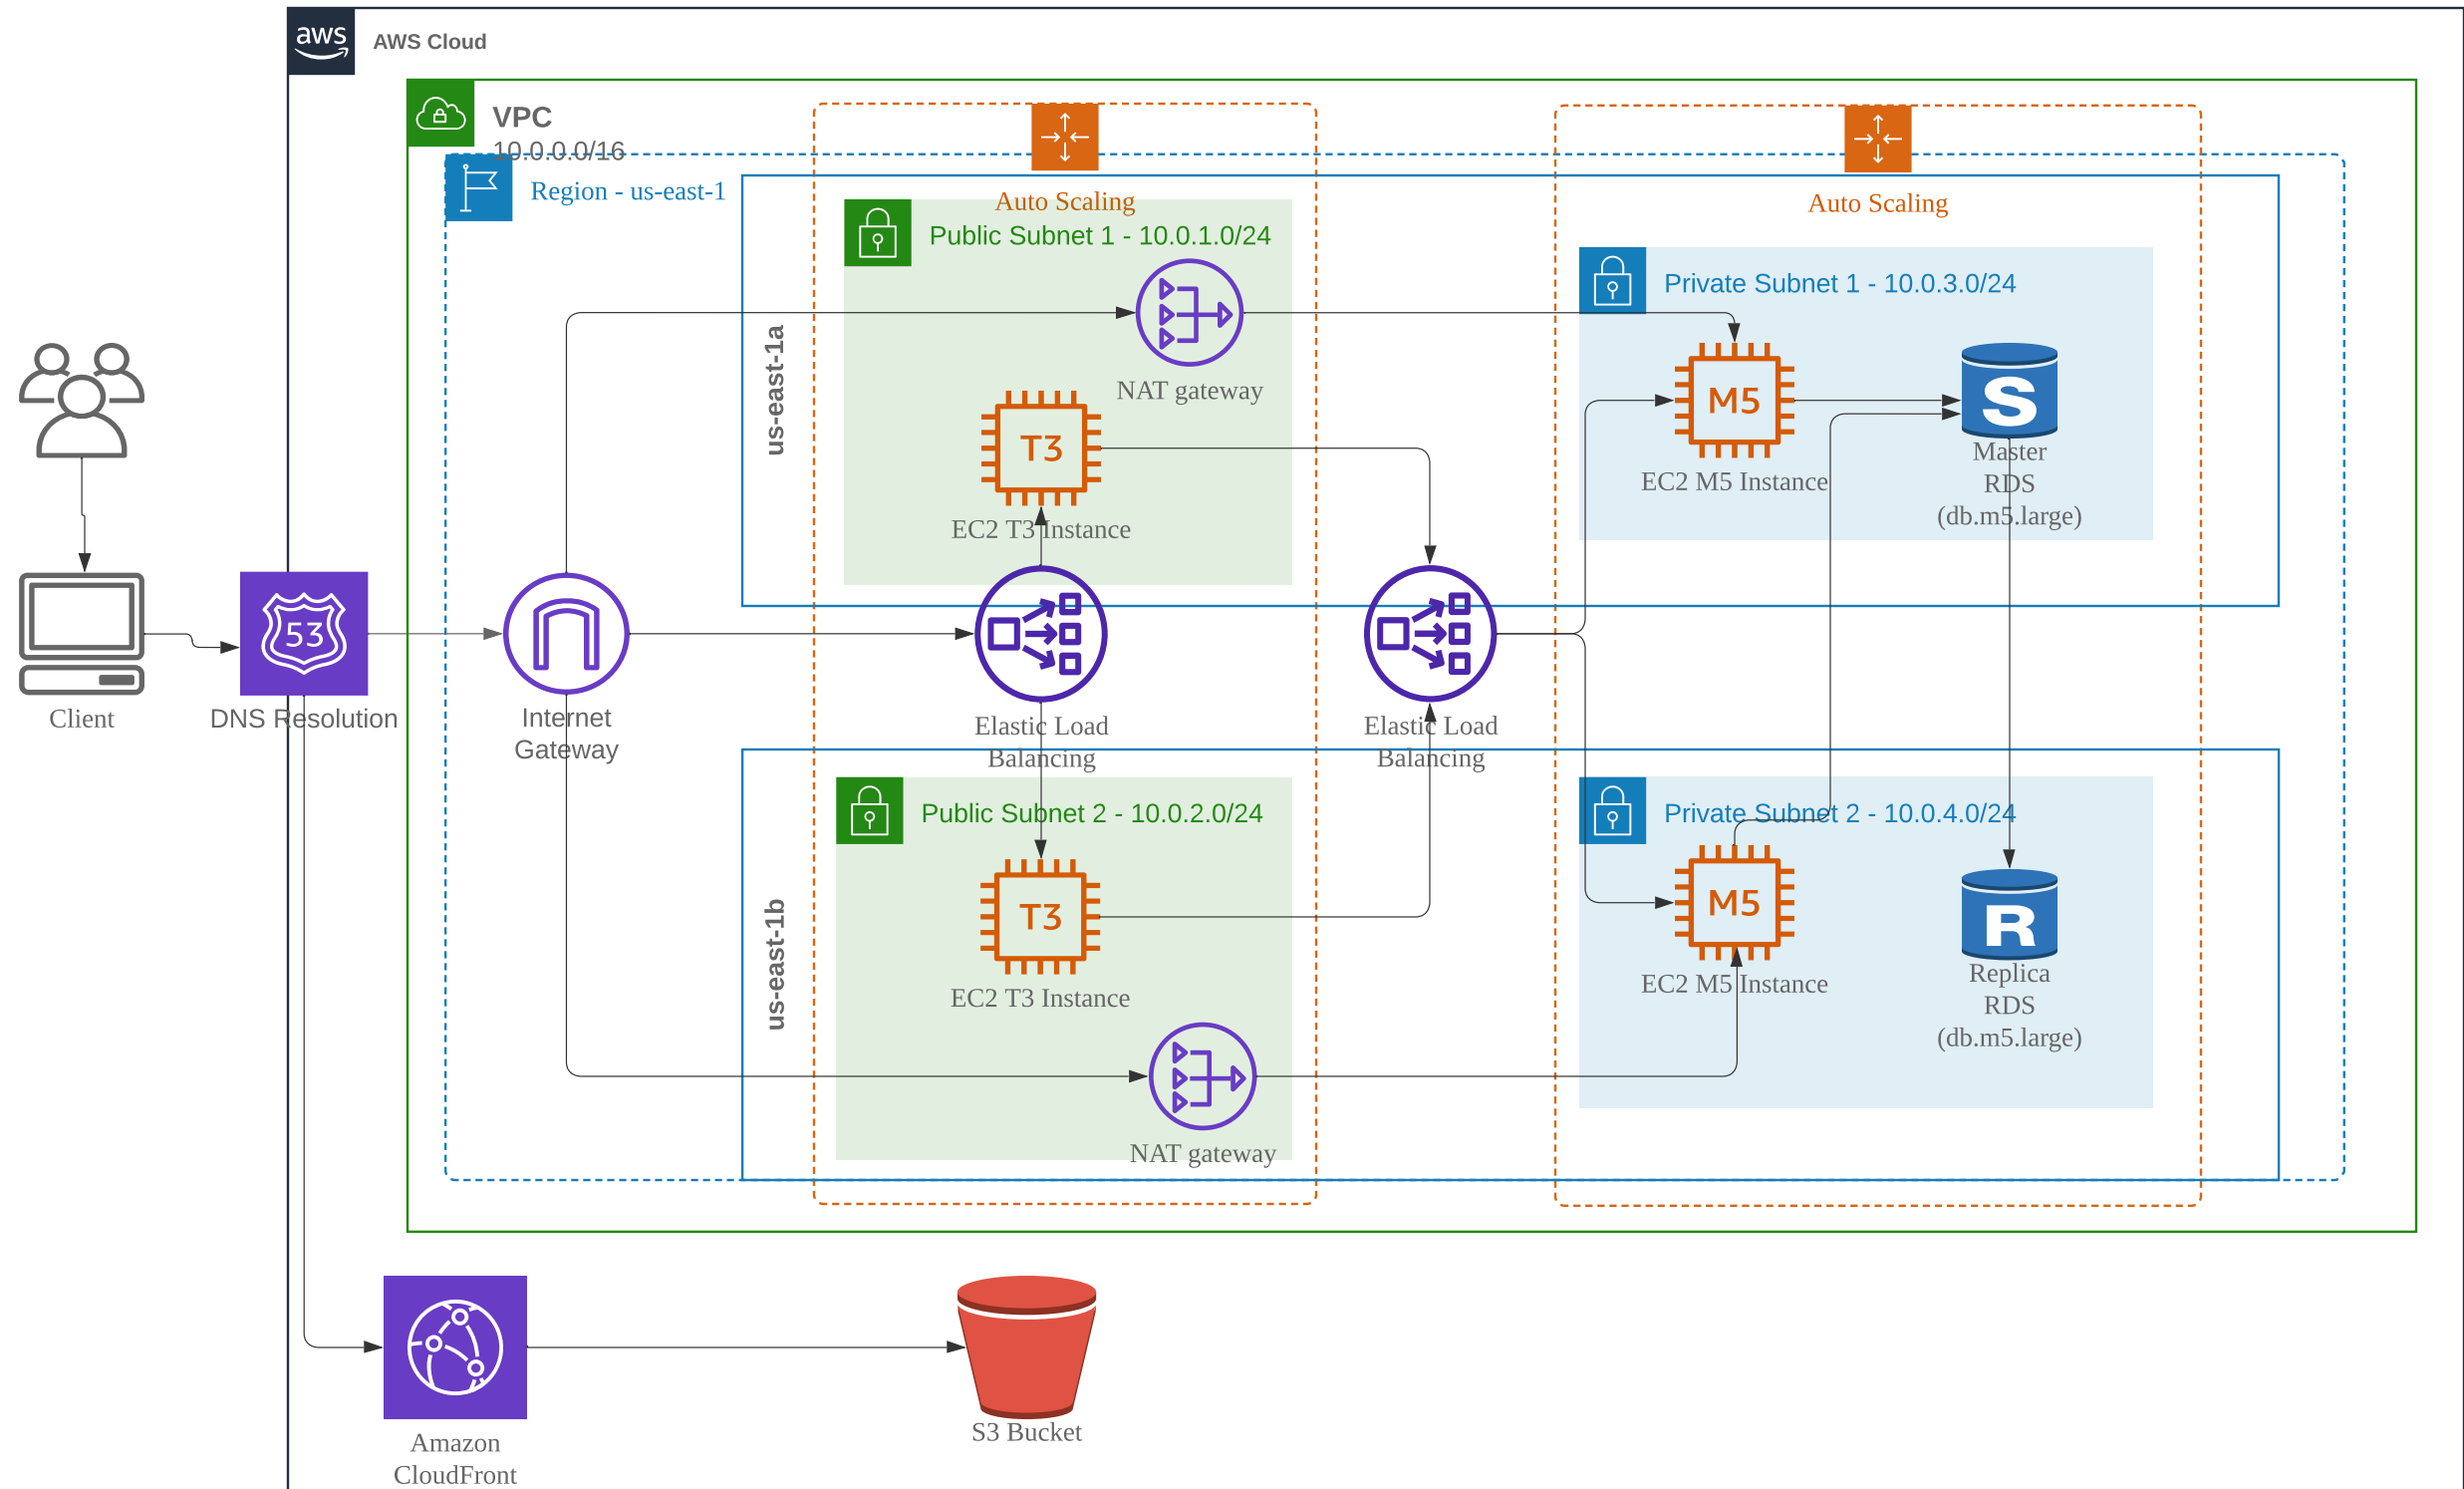 aws
AWS Cloud
VPC
10.0.0.0/16
Region - us-east-1
Auto Scaling
Auto Scaling
Public Subnet 1 - 10.0.1.0/24
Private Subnet 1 - 10.0.3.0/24
us-east-1a
NAT gateway
T3
EC2 T3 Instance
M5
EC2 M5 Instance
S
Master
RDS
(db.m5.large)
Client
53
DNS Resolution
Internet
Gateway
Elastic Load
Balancing
Elastic Load
Balancing
Public Subnet 2 - 10.0.2.0/24
Private Subnet 2 - 10.0.4.0/24
us-east-1b
T3
EC2 T3 Instance
M5
EC2 M5 Instance
R
Replica
RDS
(db.m5.large)
NAT gateway
Amazon
CloudFront
S3 Bucket